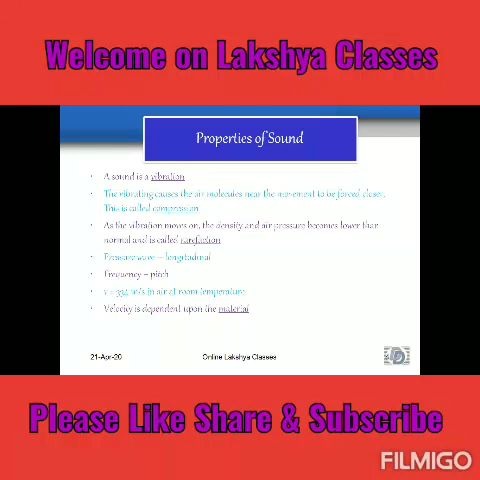 Welcome on Lakshya Classes
Properties of Sound
• A sound is a vibration
• The vibrating causes the air molecules near the movement to be forced closer.
This is called compression
• As the vibration moves on, the density and air pressure becomes lower than
normal and is called rarefaction
• Pressure wave – longitudinal
• Frequency – pitch
• v = 334 m/s in air at room temperature
• Velocity is dependent upon the material
21-Apr-20 Online Lakshya Classes
Please Like Share & Subscribe
FILMIGO